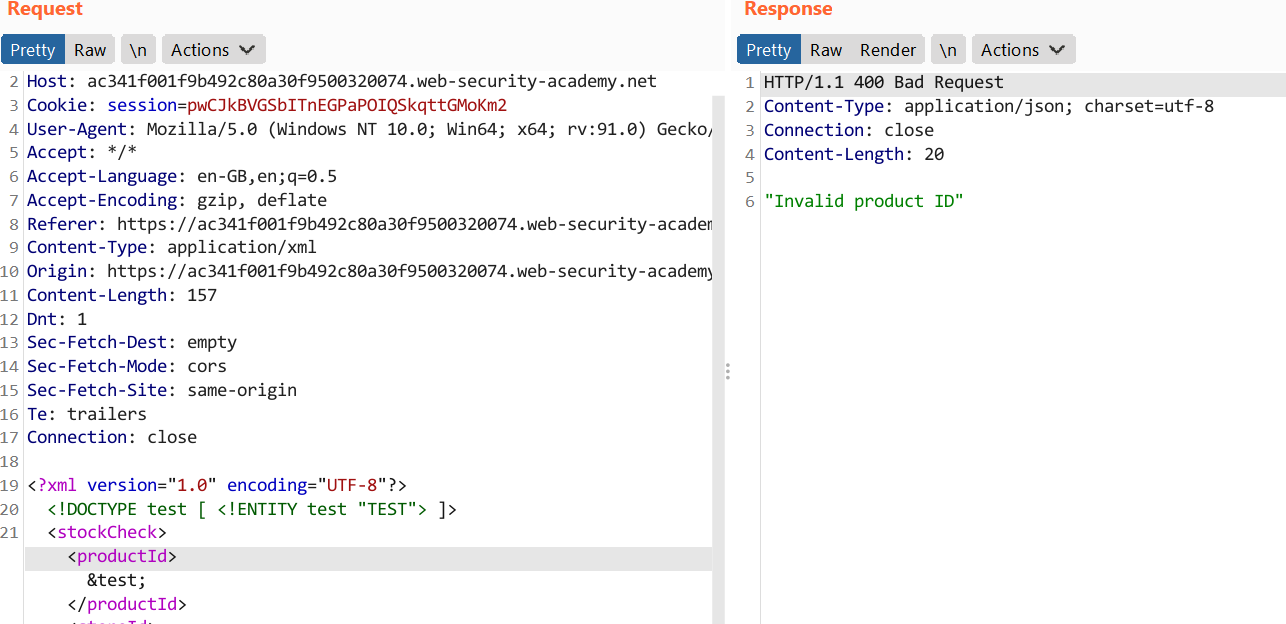 Request
Pretty Raw \n Actions
2 Host: ac341f001f9b492c80a30f9500320074.web-security-academy.net
3 Cookie: session=pwCJkBVGSbITnEGPaPOIQSkqttGMoKm2
4 User-Agent: Mozilla/5.0 (Windows NT 10.0; Win64; x64; rv:91.0) Gecko/
5 Accept: */*
6 Accept-Language: en-GB,en;q=0.5
7 Accept-Encoding: gzip, deflate
8 Referer: https://ac341f001f9b492c80a30f9500320074.web-security-academ
9 Content-Type: application/xml
10 Origin: https://ac341f001f9b492c80a30f9500320074.web-security-academy
11 Content-Length: 157
12 Dnt: 1
13 Sec-Fetch-Dest: empty
14 Sec-Fetch-Mode: cors
15 Sec-Fetch-Site: same-origin
16 Te: trailers
17 Connection: close
18
19 <?xml version="1.0" encoding="UTF-8"?>
20 <!DOCTYPE test [ <!ENTITY test "TEST"> ]>
21 <stockCheck>
<productId>
&test;
</productId>
Response
Pretty Raw Render \n Actions
1 HTTP/1.1 400 Bad Request
2 Content-Type: application/json; charset=utf-8
3 Connection: close
4 Content-Length: 20
5
6 "Invalid product ID"